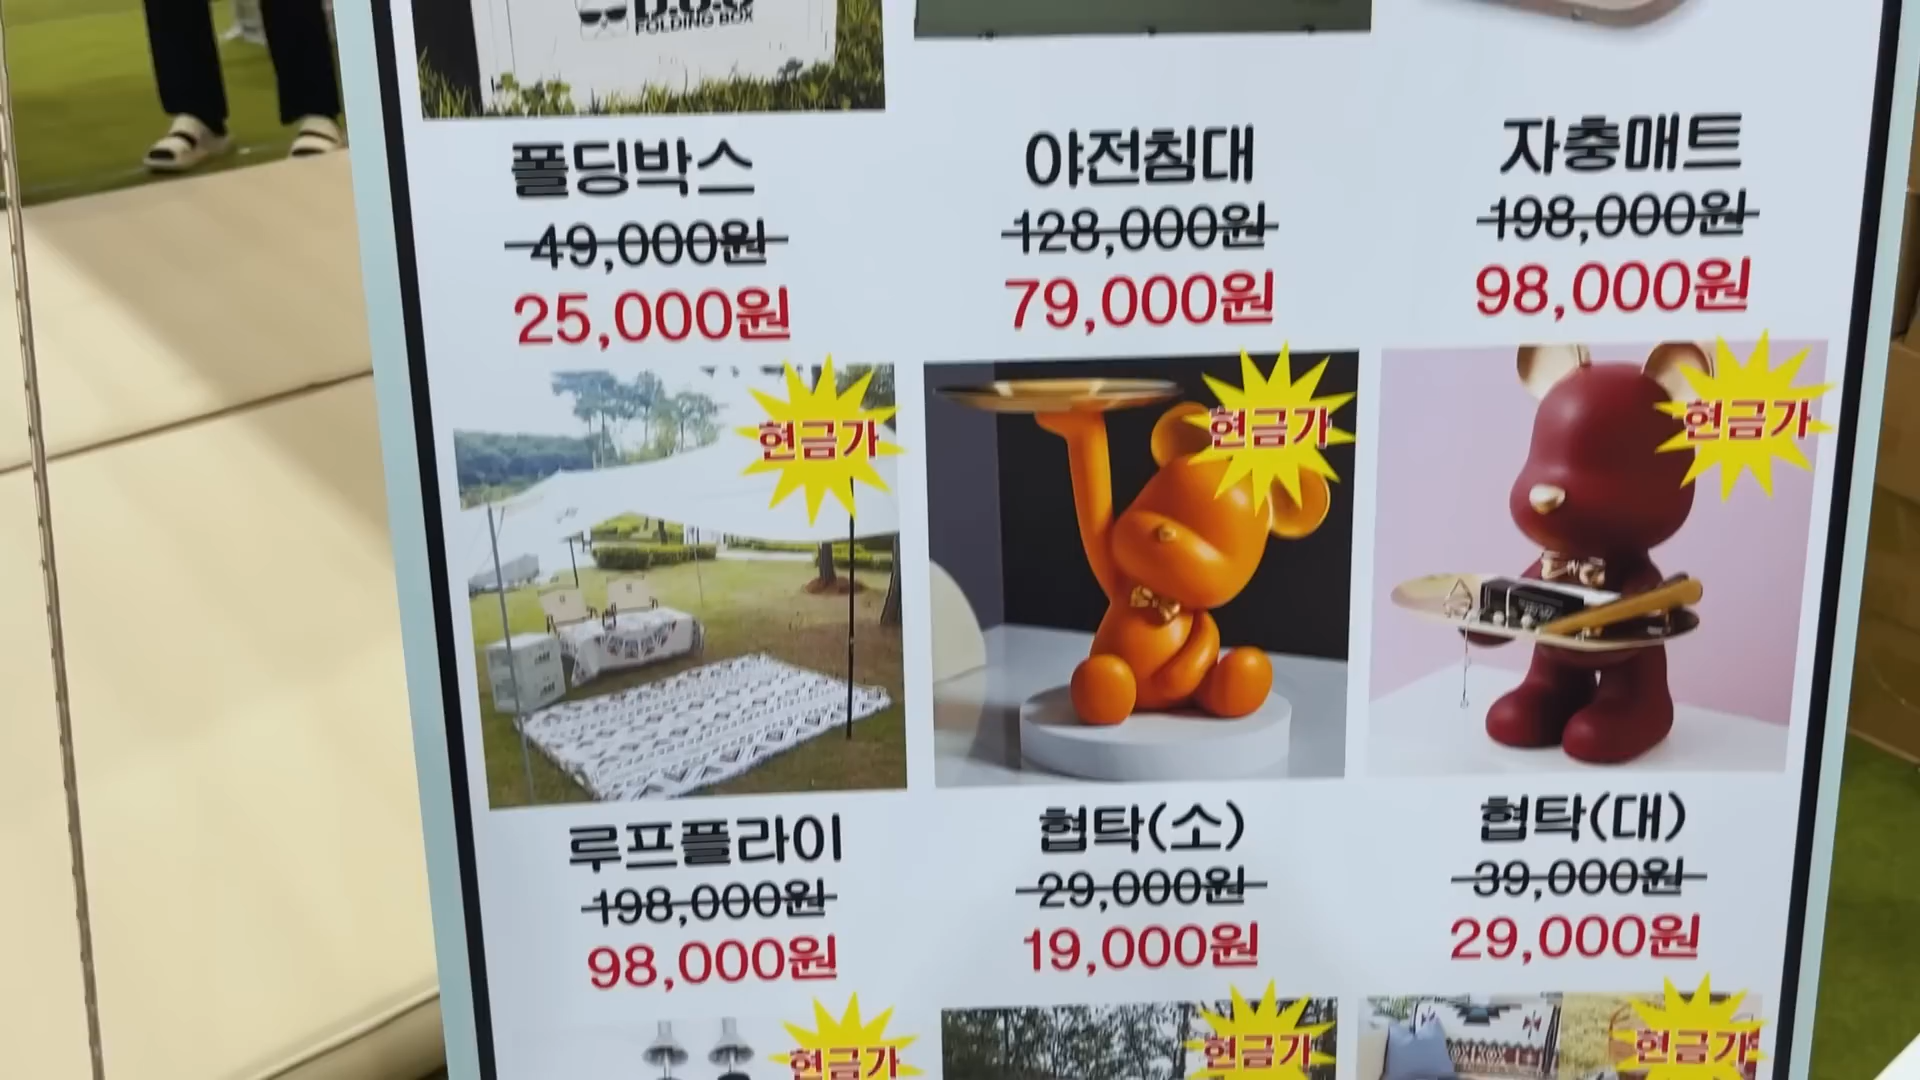 FOLDING BOX
폴딩박스
49,000원
25,000원
야전침대
128,000원
79,000원
자충매트
198,000원
98,000원
현금가
현금가
현금가
루프플라이
198,000원
98,000원
협탁(소)
29,000원
19,000원
협탁(대)
39,000원
29,000원
현금가
현금가
현금가